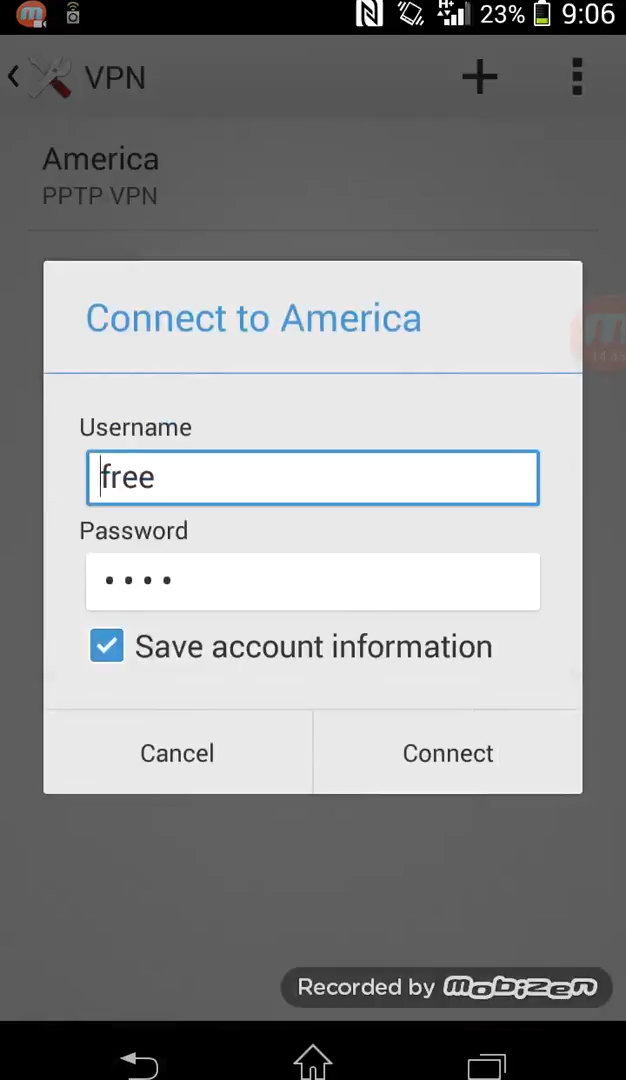 23% 9:06
VPN
America
PPTP VPN
Connect to America
Username
free
Password
Save account information
Cancel
Connect
Recorded by mobizen